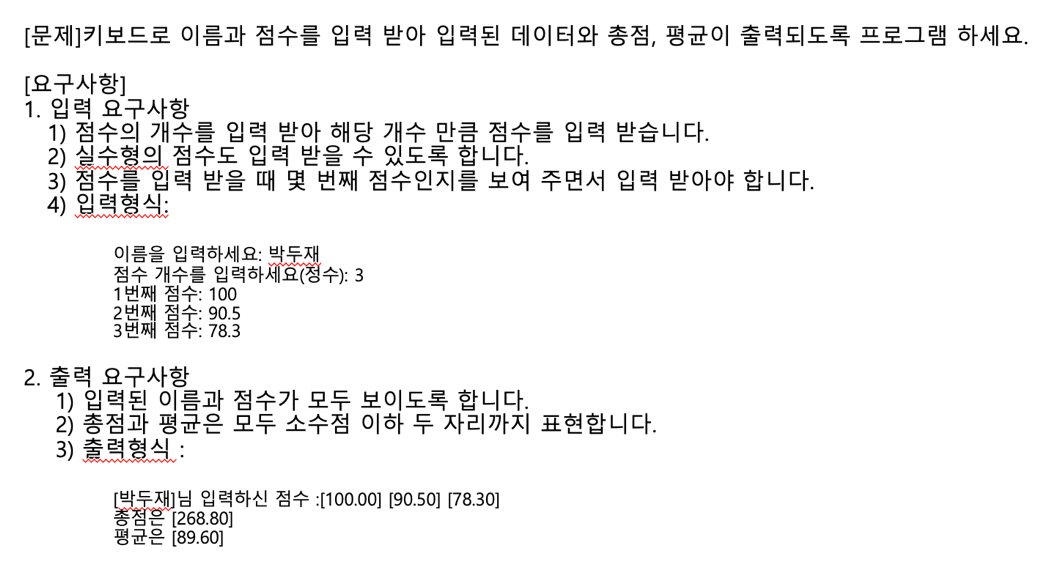 [문제]키보드로 이름과 점수를 입력 받아 입력된 데이터와 총점, 평균이 출력되도록 프로그램 하세요.
[요구사항]
1. 입력 요구사항
1) 점수의 개수를 입력 받아 해당 개수 만큼 점수를 입력 받습니다.
2) 실수형의 점수도 입력 받을 수 있도록 합니다.
3) 점수를 입력 받을 때 몇 번째 점수인지를 보여 주면서 입력 받아야 합니다.
4) 입력형식:
이름을 입력하세요: 박두재
점수 개수를 입력하세요(정수): 3
1번째 점수: 100
2번째 점수: 90.5
3번째 점수: 78.3
2. 출력 요구사항
1) 입력된 이름과 점수가 모두 보이도록 합니다.
2) 총점과 평균은 모두 소수점 이하 두 자리까지 표현합니다.
3) 출력형식 :
[박두재]님 입력하신 점수 :[100.00] [90.50] [78.30]
총점은 [268.80]
평균은 [89.60]